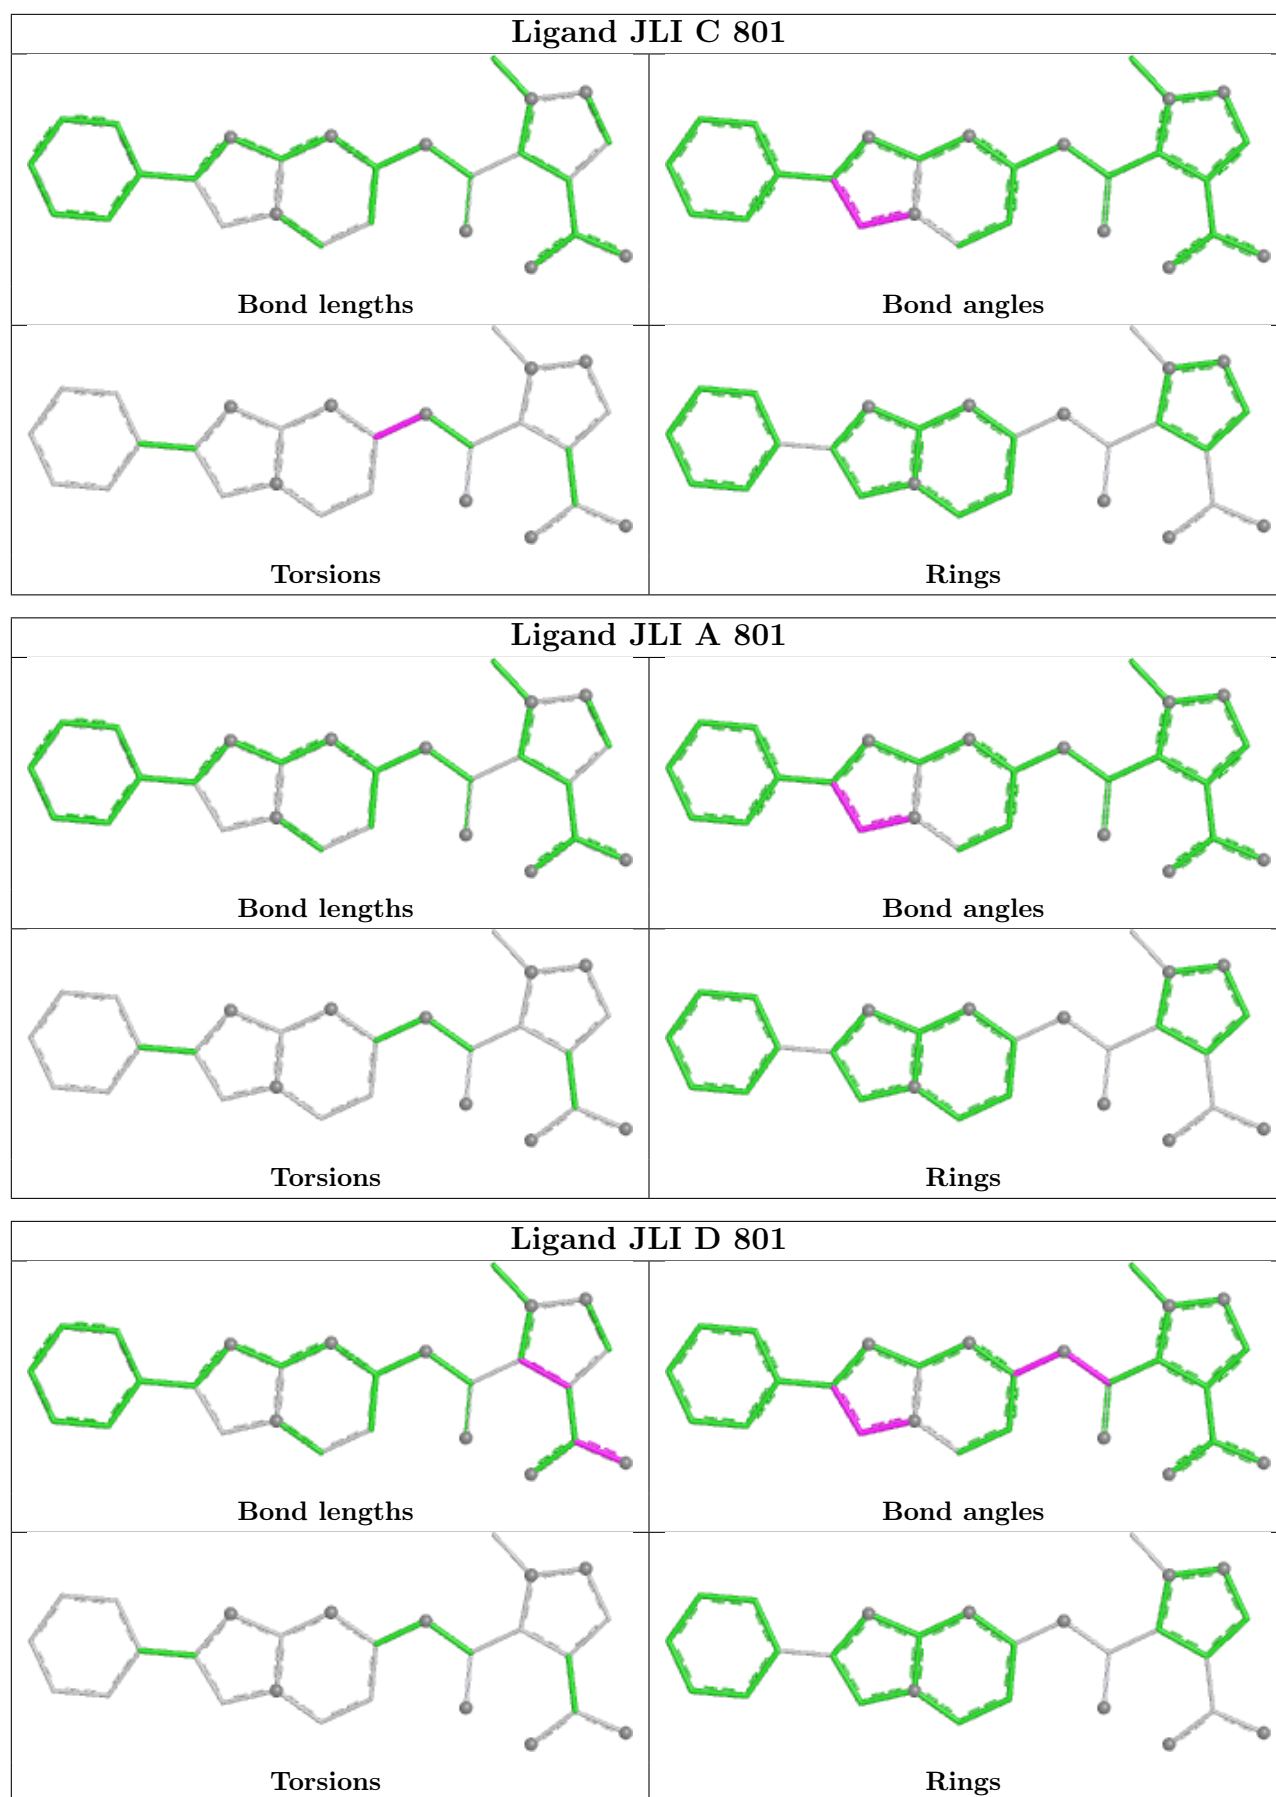 Ligand JLI C 801
Bond lengths
Bond angles
Torsions
Rings
Ligand JLI A 801
Bond lengths
Bond angles
Torsions
Rings
Ligand JLI D 801
Bond lengths
Bond angles
Torsions
Rings